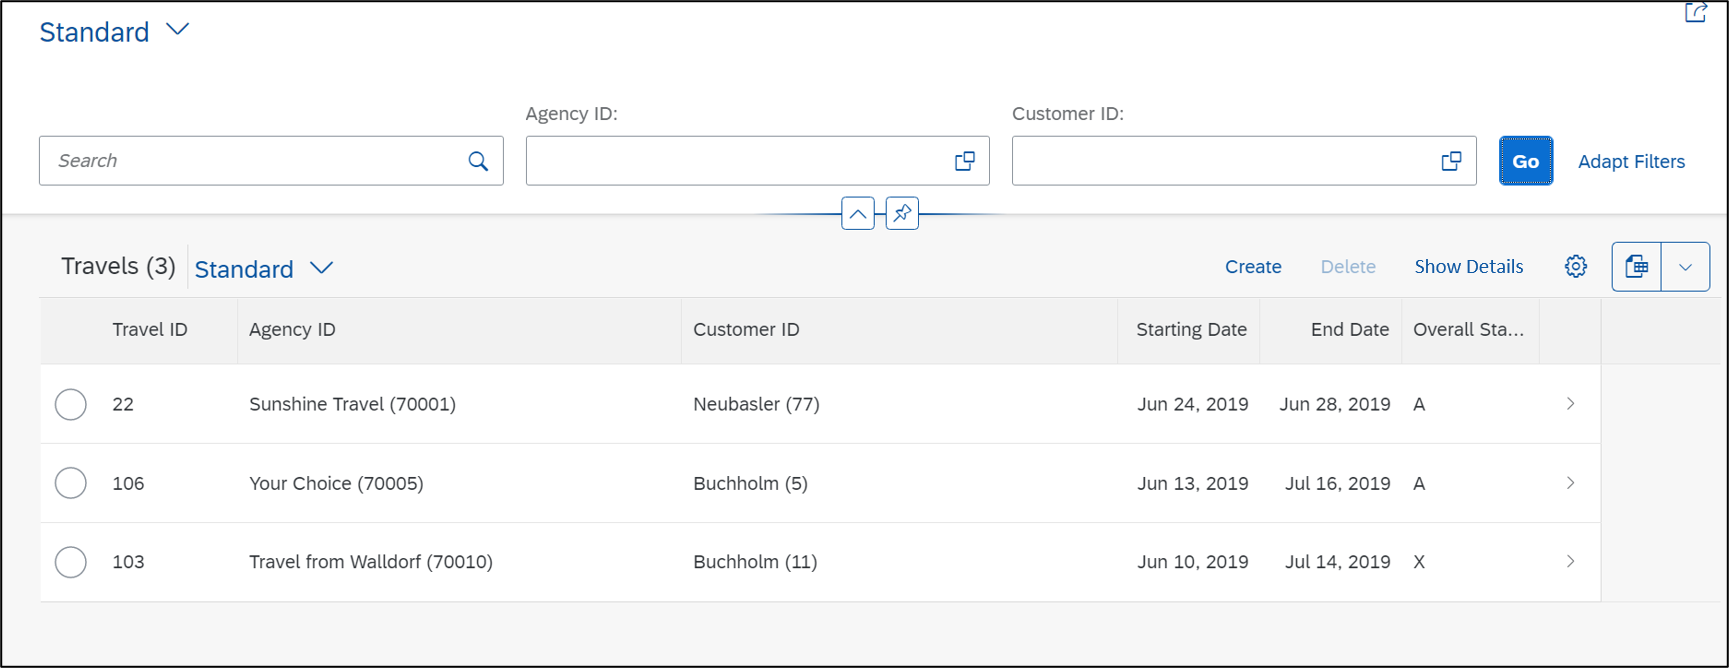 Standard
Agency ID: Customer ID:
Search Go Adapt Filters
Travels (3) Standard Create Delete Show Details
Travel ID Agency ID Customer ID Starting Date End Date Overall Sta...
22 Sunshine Travel (70001) Neubasler (77) Jun 24, 2019 Jun 28, 2019 A
106 Your Choice (70005) Buchholm (5) Jun 13, 2019 Jul 16, 2019 A
103 Travel from Walldorf (70010) Buchholm (11) Jun 10, 2019 Jul 14, 2019 X